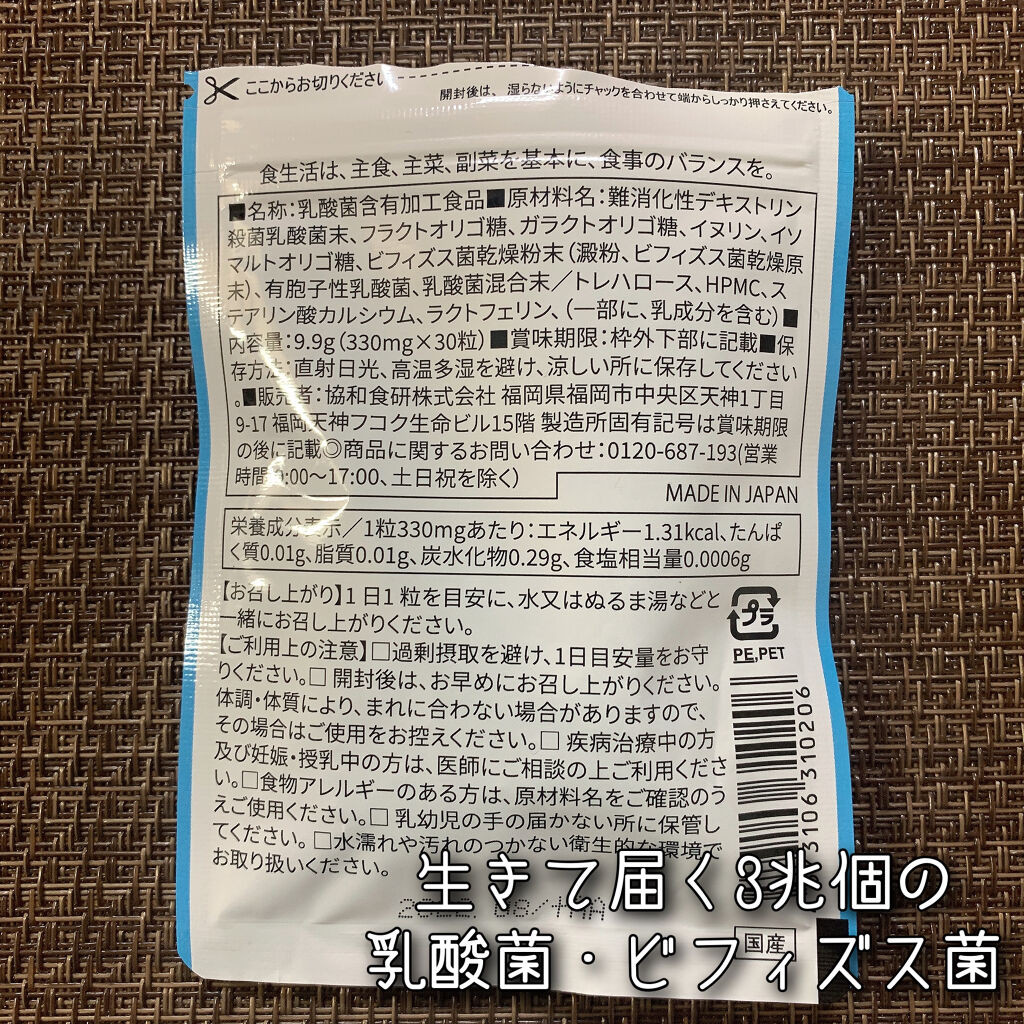 ここからお切りください
開封後は、湿らないようにチャックを合わせて端からしっかり押さえてください。
食生活は、主食、主菜、副菜を基本に、食事のバランスを。
■名称:乳酸菌含有加工食品■原材料名:難消化性デキストリン
殺菌乳酸菌末、フラクトオリゴ糖、ガラクトオリゴ糖、イヌリン、イソ
マルトオリゴ糖、ビフィズス菌乾燥粉末(澱粉、ビフィズス菌乾燥原
末)、有胞子性乳酸菌、乳酸菌混合末/トレハロース、HPMC、ス
テアリン酸カルシウム、ラクトフェリン、(一部に、乳成分を含む)■
内容量:9.9g(330mg×30粒)■賞味期限:枠外下部に記載■保
存方法:直射日光、高温多湿を避け、涼しい所に保存してください
。■販売者:協和食研株式会社 福岡県福岡市中央区天神1丁目
9-17 福岡天神フコク生命ビル15階 製造所固有記号は賞味期限
の後に記載◎商品に関するお問い合わせ:0120-687-193(営業
時間9:00〜17:00、土日祝を除く)
MADE IN JAPAN
栄養成分表示/1粒330mgあたり:エネルギー1.31kcal、たんぱ
く質0.01g、脂質0.01g、炭水化物0.29g、食塩相当量0.0006g
【お召し上がり】1日1粒を目安に、水又はぬるま湯などと
一緒にお召し上がりください。
【ご利用上の注意】□過剰摂取を避け、1日目安量をお守
りください。□ 開封後は、お早めにお召し上がりください。
体調・体質により、まれに合わない場合がありますので、
その場合はご使用をお控えください。□ 疾病治療中の方
及び妊娠・授乳中の方は、医師にご相談の上ご利用くださ
い。□食物アレルギーのある方は、原材料名をご確認のう
えご使用ください。□ 乳幼児の手の届かない所に保管し
てください。□水濡れや汚れのつかない衛生的な環境で
お取り扱いください。
プラ
PE,PET
3106 310206
国産
生きて届く3兆個の
乳酸菌・ビフィズス菌